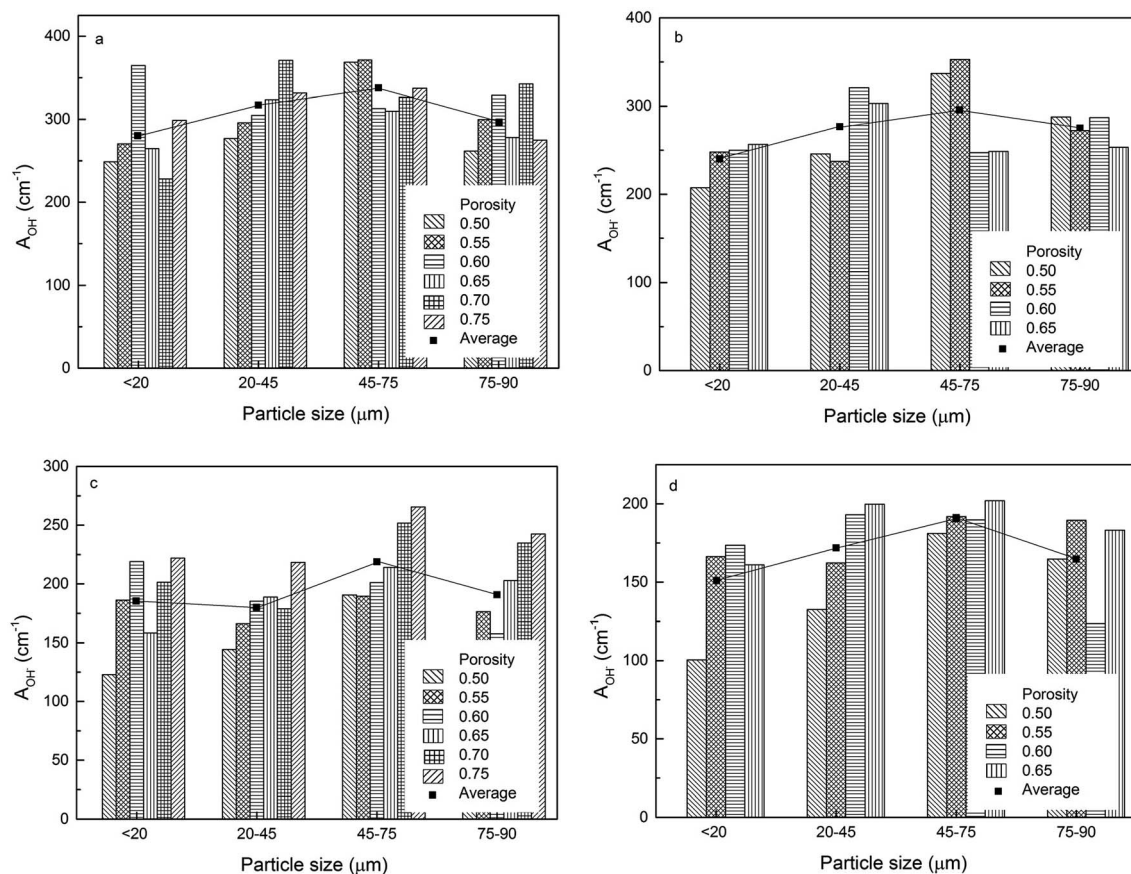 a
400
300
200
100
0
A_OH- (cm⁻¹)
Porosity
0.50
0.55
0.60
0.65
0.70
0.75
Average
<20 20-45 45-75 75-90
Particle size (μm)
b
400
300
200
100
0
A_OH- (cm⁻¹)
Porosity
0.50
0.55
0.60
0.65
Average
<20 20-45 45-75 75-90
Particle size (μm)
c
300
250
200
150
100
50
0
A_OH- (cm⁻¹)
Porosity
0.50
0.55
0.60
0.65
0.70
0.75
Average
<20 20-45 45-75 75-90
Particle size (μm)
d
200
150
100
50
0
A_OH- (cm⁻¹)
Porosity
0.50
0.55
0.60
0.65
Average
<20 20-45 45-75 75-90
Particle size (μm)